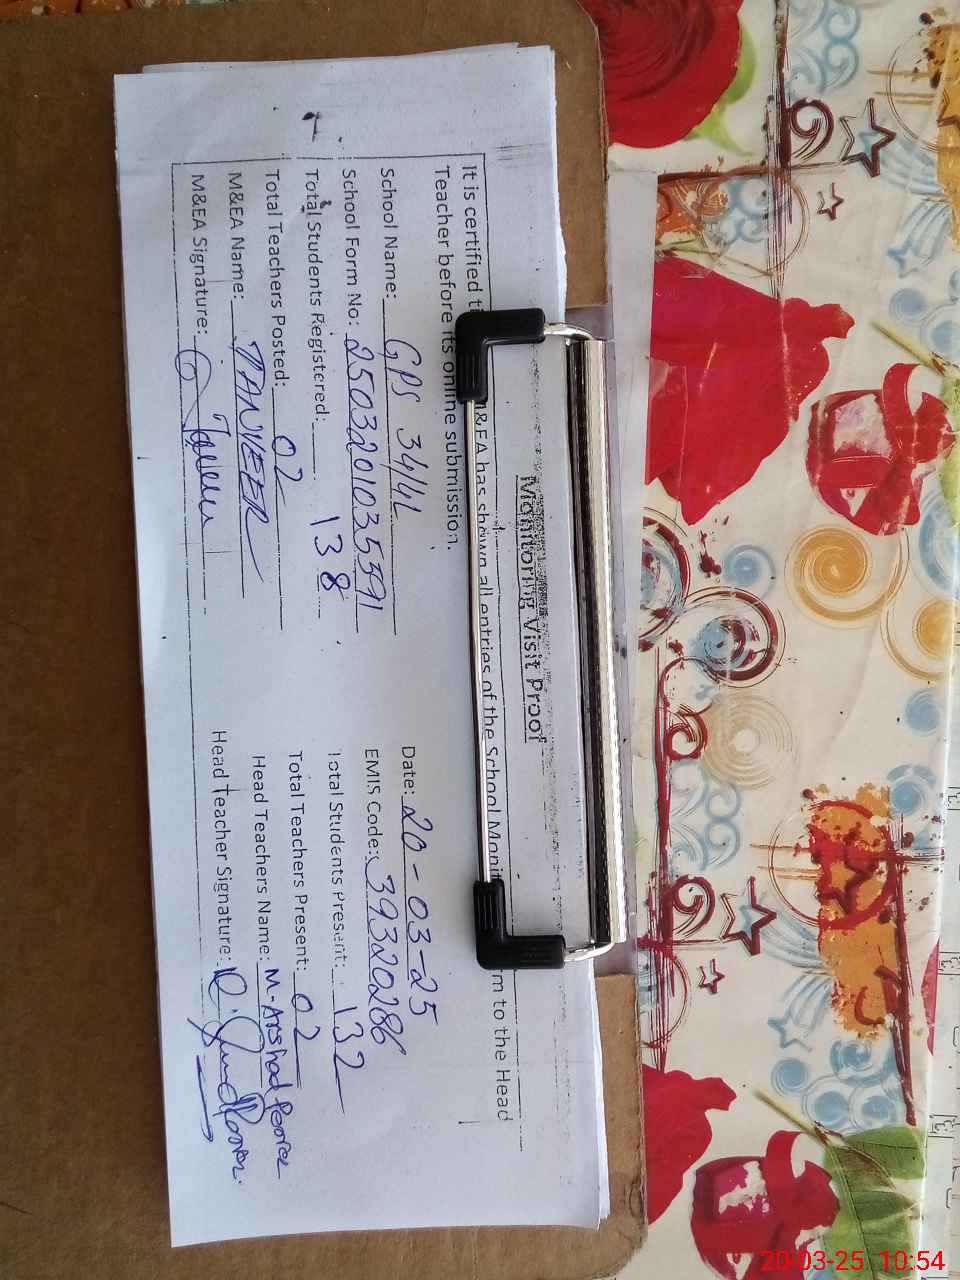 Monitoring Visit Proof
It is certified M&EA has shown all entries of the School Monit rm to the Head
Teacher before its online submission.
School Name: GPS 34/4L Date: 20-03-25
School Form No: 2503201035391 EMIS Code: 39320286
Total Students Registered: 138 Total Students Present: 132
Total Teachers Posted: 02 Total Teachers Present: 02
M&EA Name: TANVEER Head Teachers Name: M-Arshad
M&EA Signature: Head Teacher Signature:
20-03-25 10:54